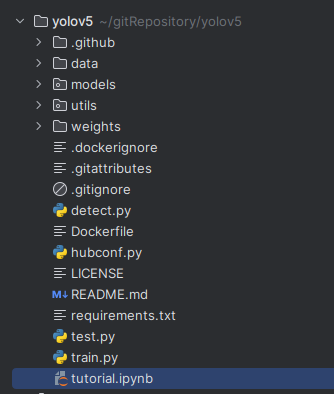 yolov5 ~/gitRepository/yolov5
.github
data
models
utils
weights
.dockerignore
.gitattributes
.gitignore
detect.py
Dockerfile
hubconf.py
LICENSE
M↓ README.md
requirements.txt
test.py
train.py
tutorial.ipynb